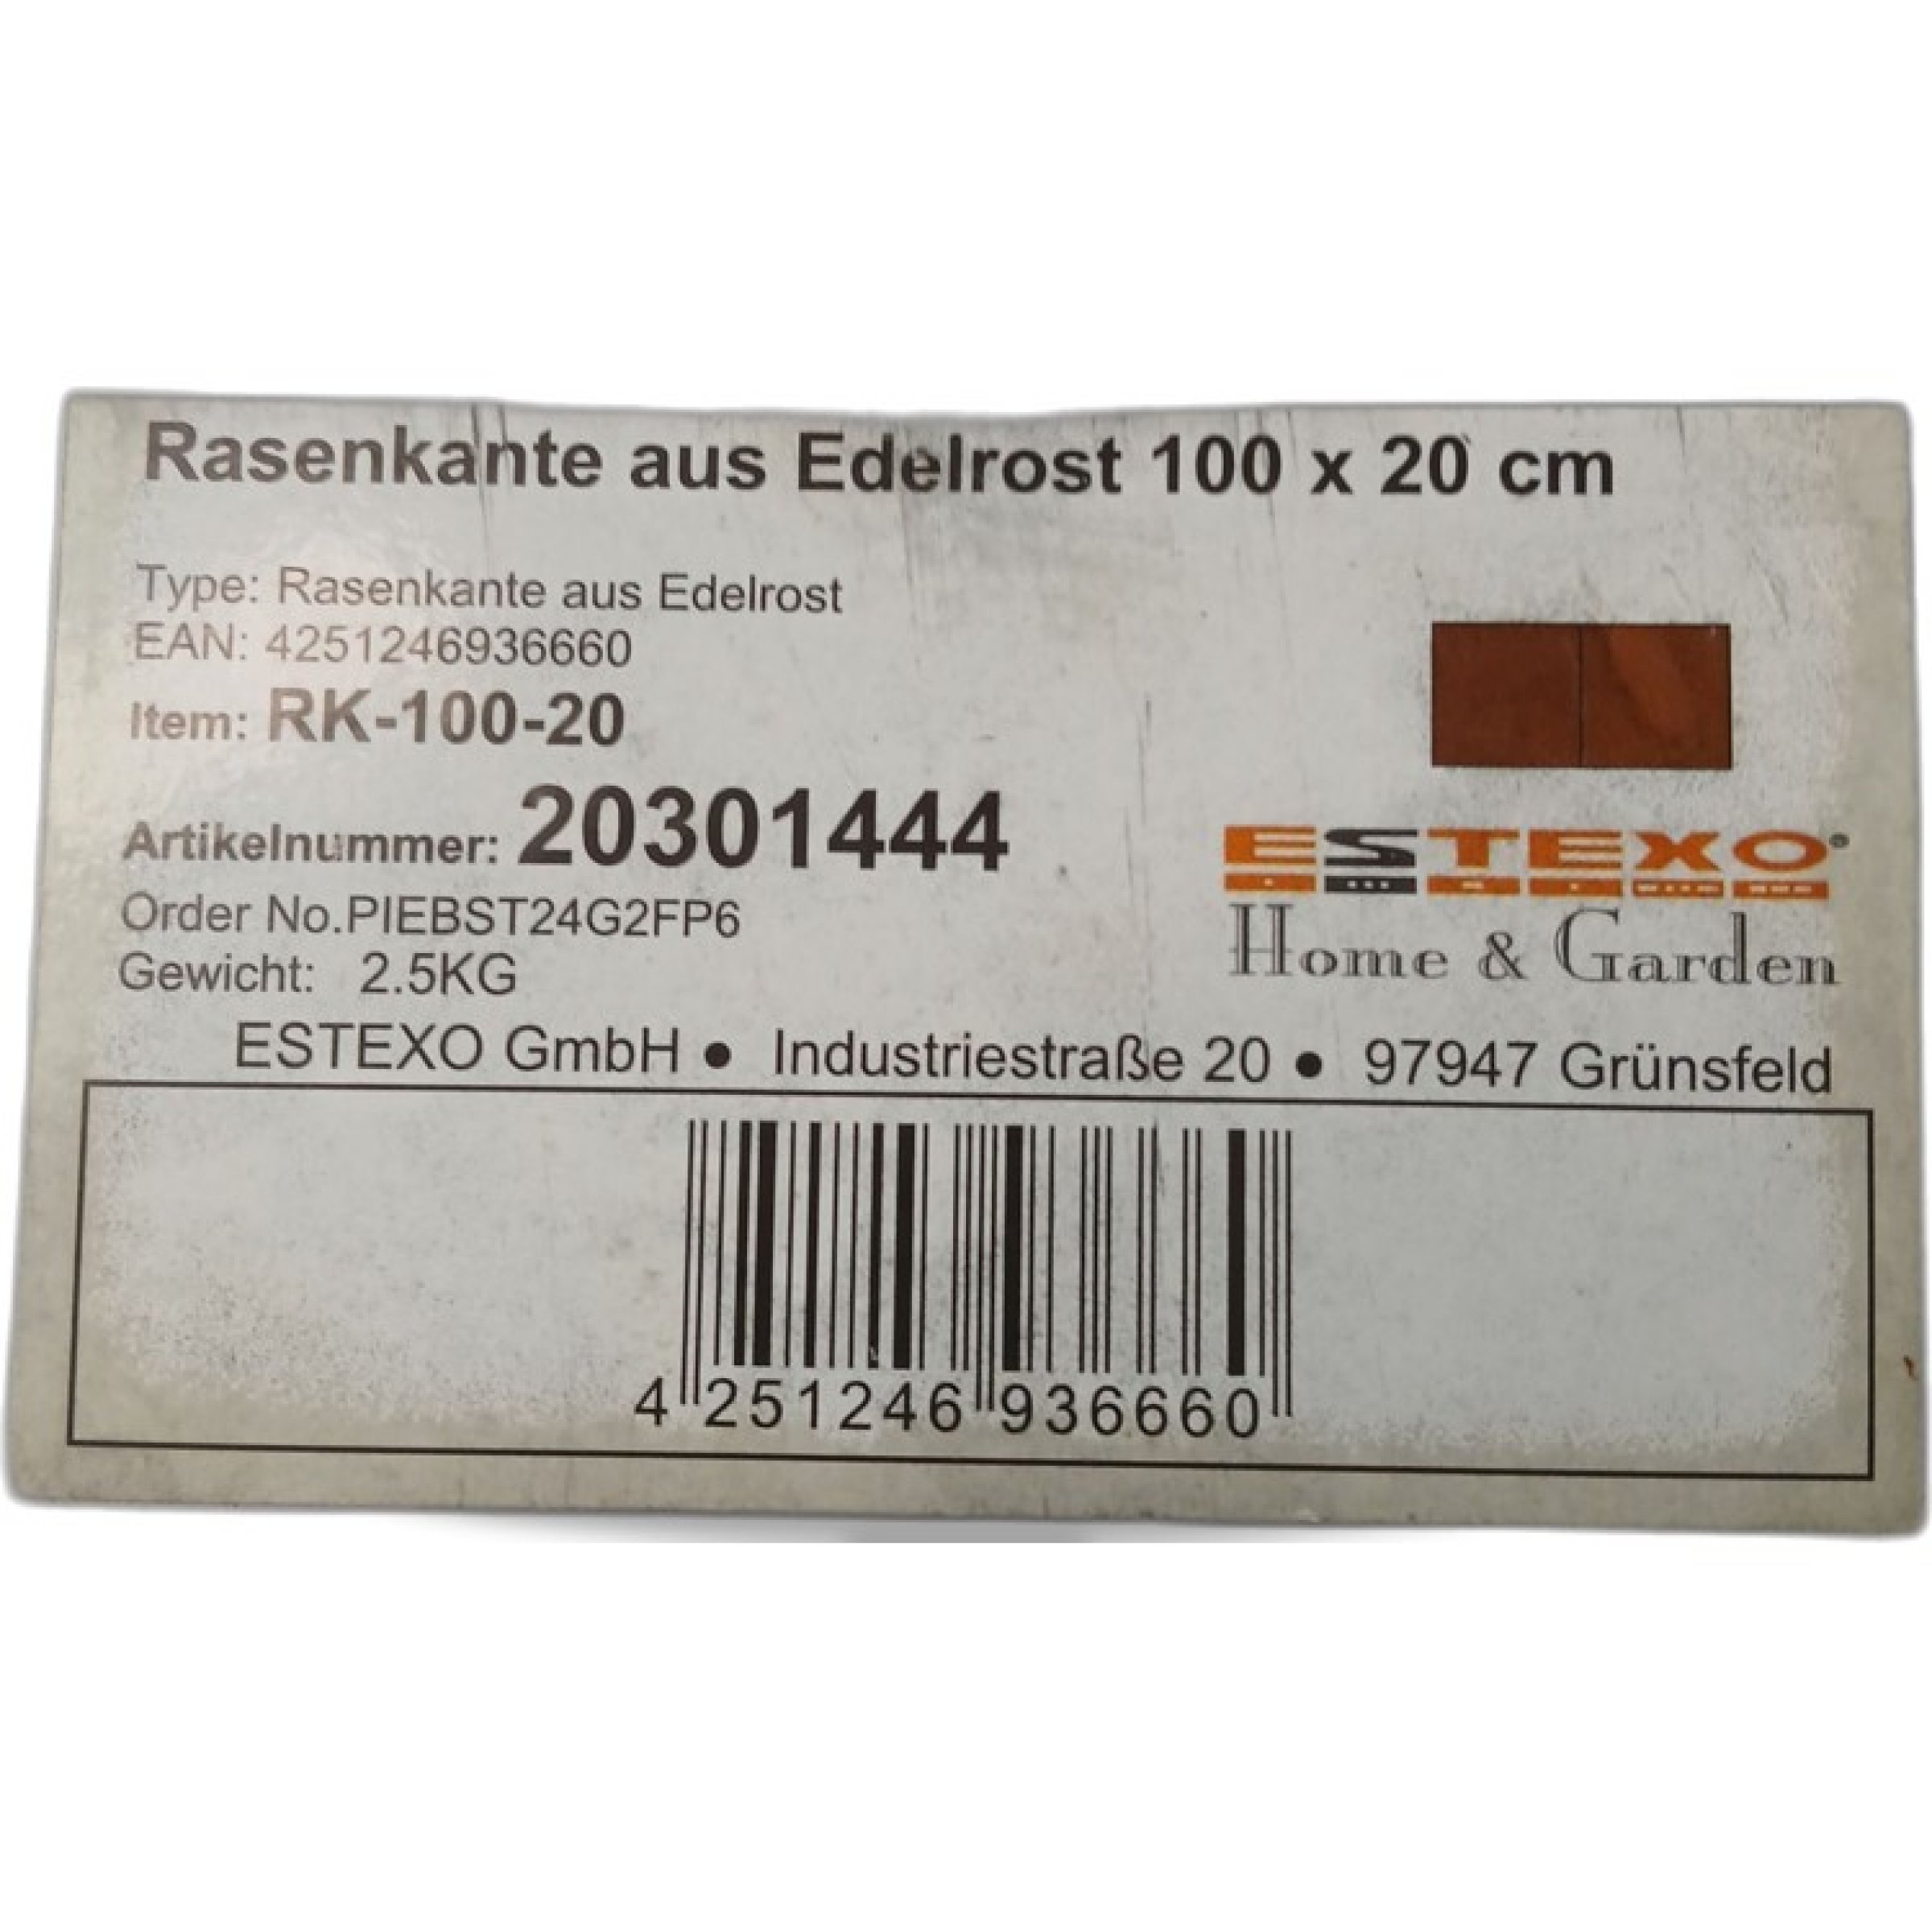 Rasenkante aus Edelrost 100 x 20 cm
Type: Rasenkante aus Edelrost
EAN: 4251246936660
Item: RK-100-20
Artikelnummer: 20301444
Order No.PIEBST24G2FP6
Gewicht: 2.5KG
ESTEXO®
Home & Garden
ESTEXO GmbH ● Industriestraße 20 ● 97947 Grünsfeld
4 251246 936660